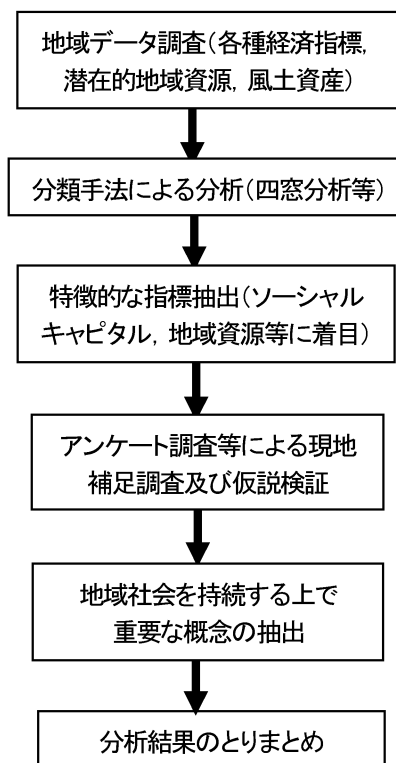 地域データ調査(各種経済指標,
潜在的地域資源, 風土資産)
分類手法による分析(四窓分析等)
特徴的な指標抽出(ソーシャル
キャピタル, 地域資源等に着目)
アンケート調査等による現地
補足調査及び仮説検証
地域社会を持続する上で
重要な概念の抽出
分析結果のとりまとめ